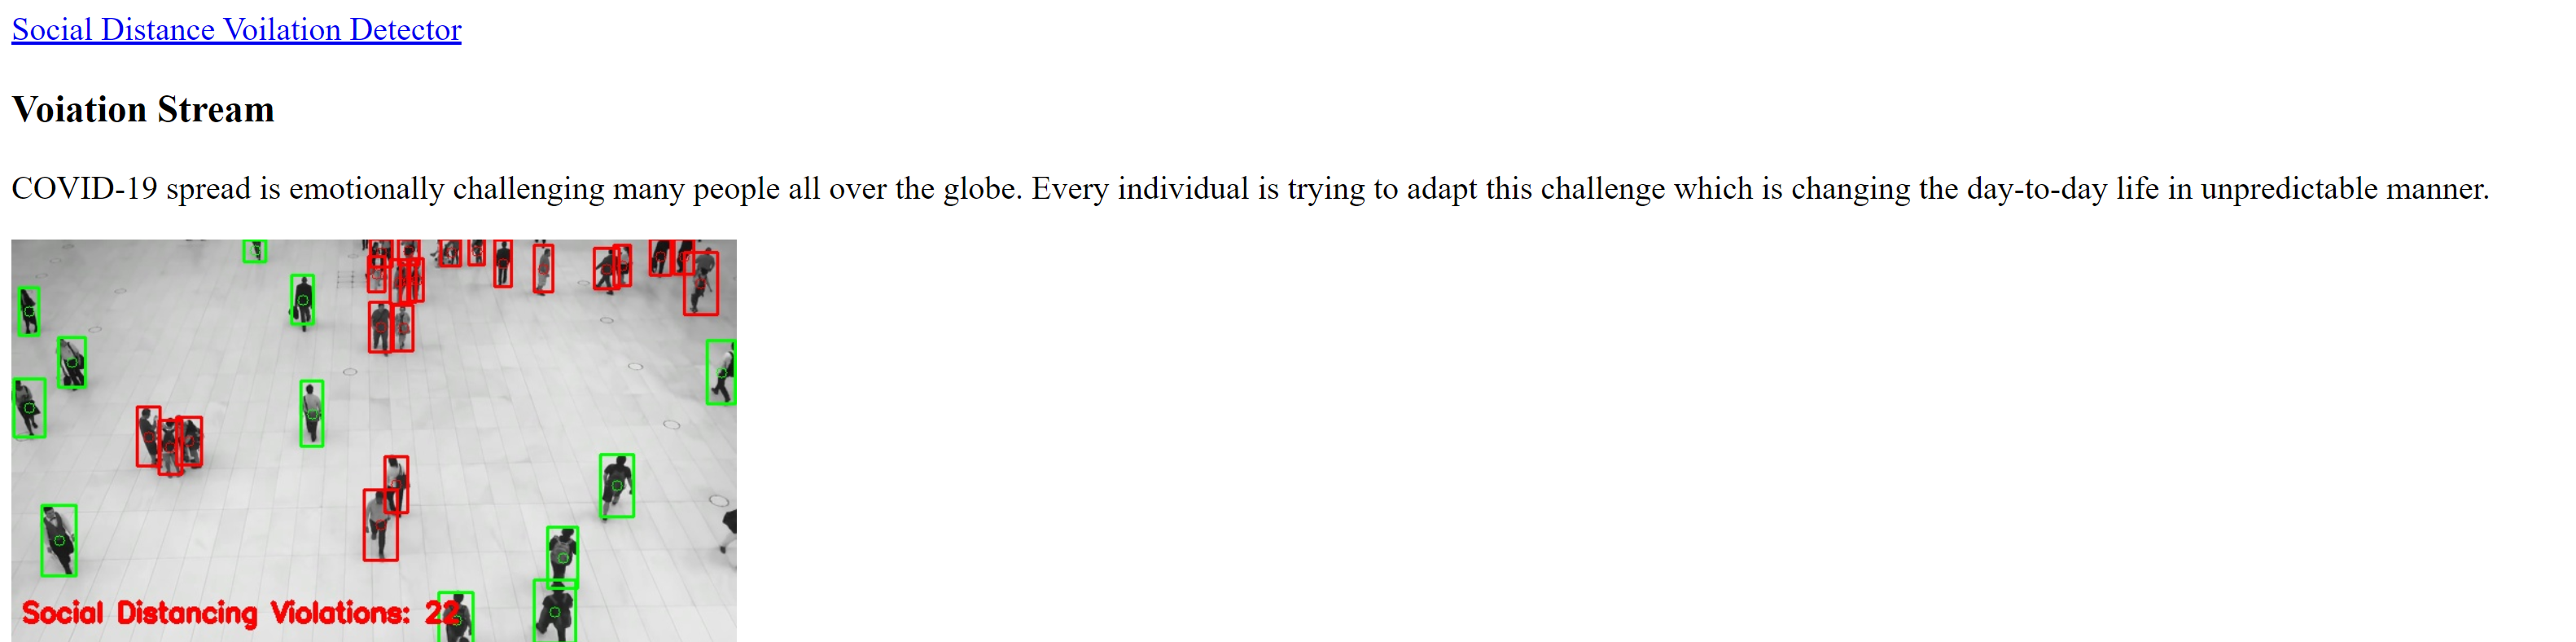 Social Distance Voilation Detector
Voiation Stream
COVID-19 spread is emotionally challenging many people all over the globe. Every individual is trying to adapt this challenge which is changing the day-to-day life in unpredictable manner.
Social Distancing Violations: 22